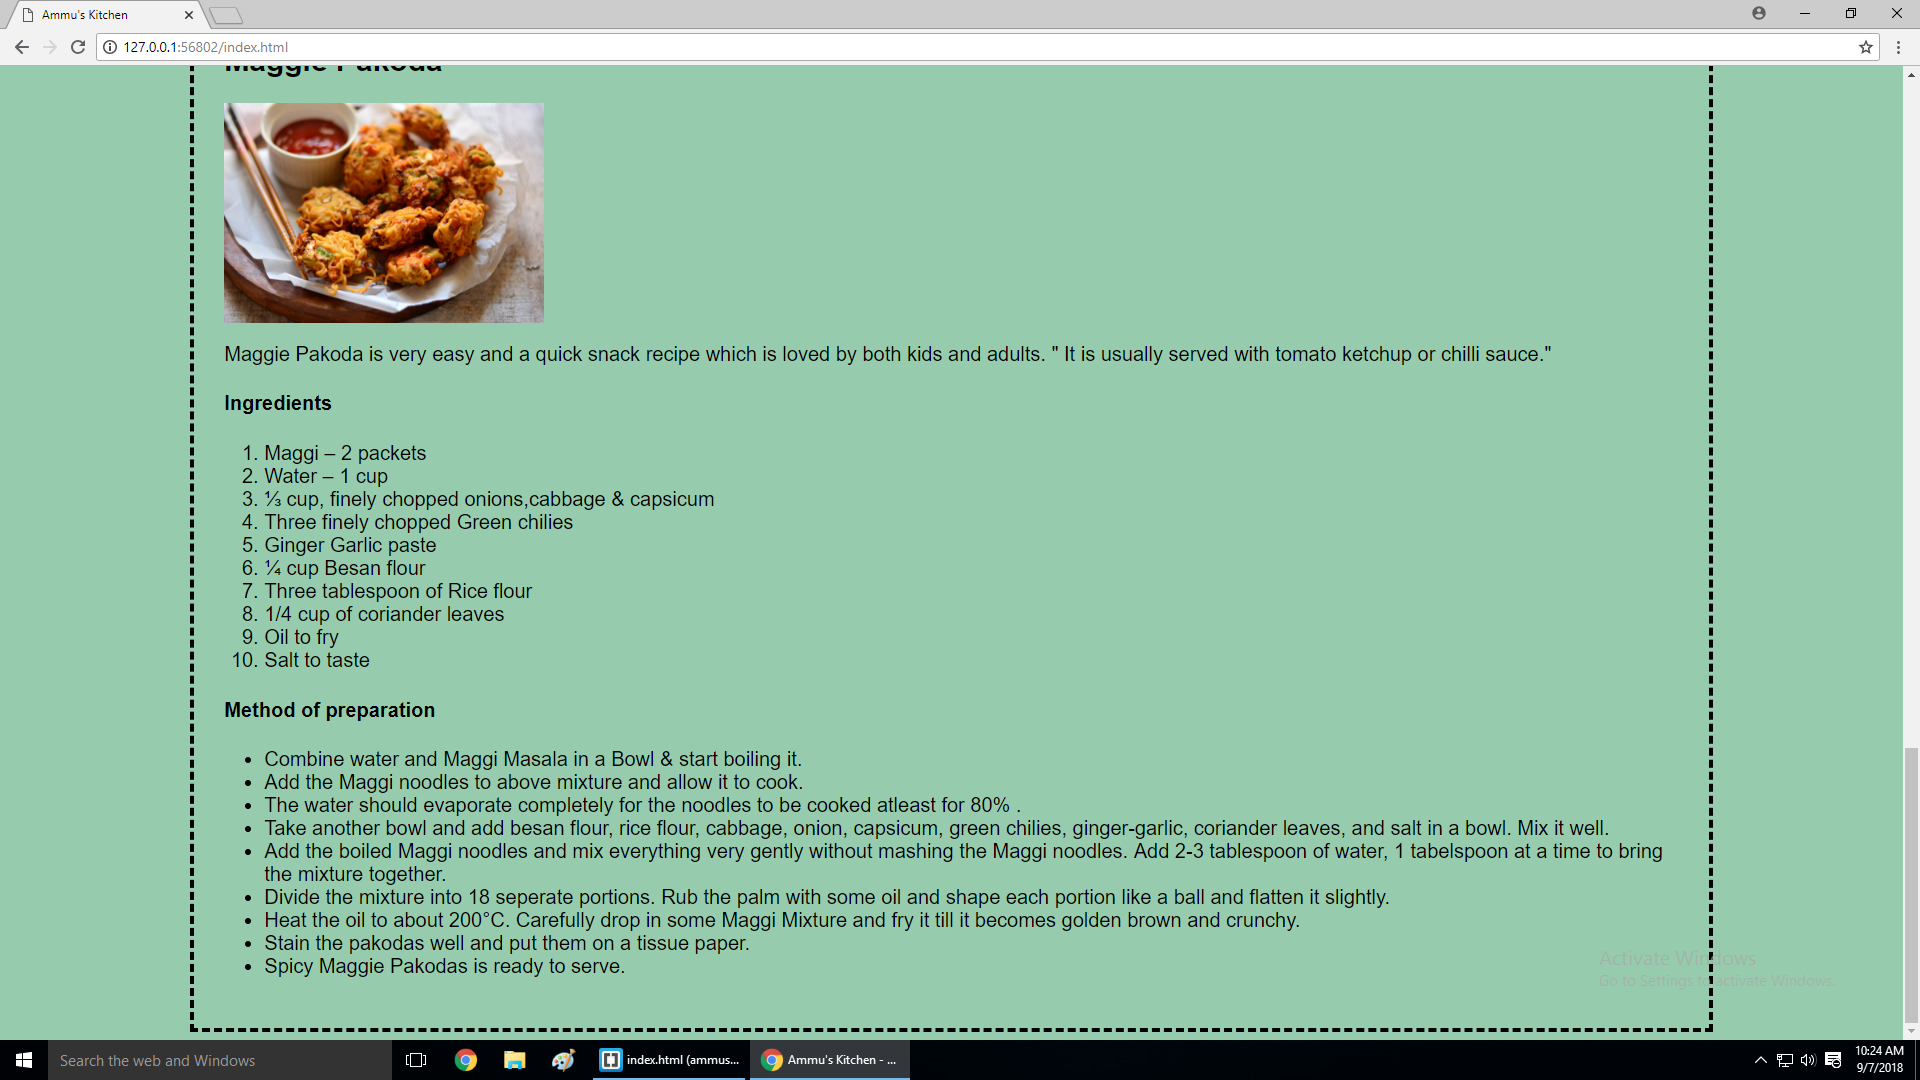 Ammu's Kitchen
127.0.0.1:56802/index.html
Maggie Pakoda
Maggie Pakoda is very easy and a quick snack recipe which is loved by both kids and adults. " It is usually served with tomato ketchup or chilli sauce."
Ingredients
1. Maggi – 2 packets
2. Water – 1 cup
3. ⅓ cup, finely chopped onions,cabbage & capsicum
4. Three finely chopped Green chilies
5. Ginger Garlic paste
6. ¼ cup Besan flour
7. Three tablespoon of Rice flour
8. 1/4 cup of coriander leaves
9. Oil to fry
10. Salt to taste
Method of preparation
• Combine water and Maggi Masala in a Bowl & start boiling it.
• Add the Maggi noodles to above mixture and allow it to cook.
• The water should evaporate completely for the noodles to be cooked atleast for 80% .
• Take another bowl and add besan flour, rice flour, cabbage, onion, capsicum, green chilies, ginger-garlic, coriander leaves, and salt in a bowl. Mix it well.
• Add the boiled Maggi noodles and mix everything very gently without mashing the Maggi noodles. Add 2-3 tablespoon of water, 1 tabelspoon at a time to bring
the mixture together.
• Divide the mixture into 18 seperate portions. Rub the palm with some oil and shape each portion like a ball and flatten it slightly.
• Heat the oil to about 200°C. Carefully drop in some Maggi Mixture and fry it till it becomes golden brown and crunchy.
• Stain the pakodas well and put them on a tissue paper.
• Spicy Maggie Pakodas is ready to serve.
Activate Windows
Go to Settings to activate Windows.
Search the web and Windows
index.html (ammus...
Ammu's Kitchen - ...
10:24 AM
9/7/2018